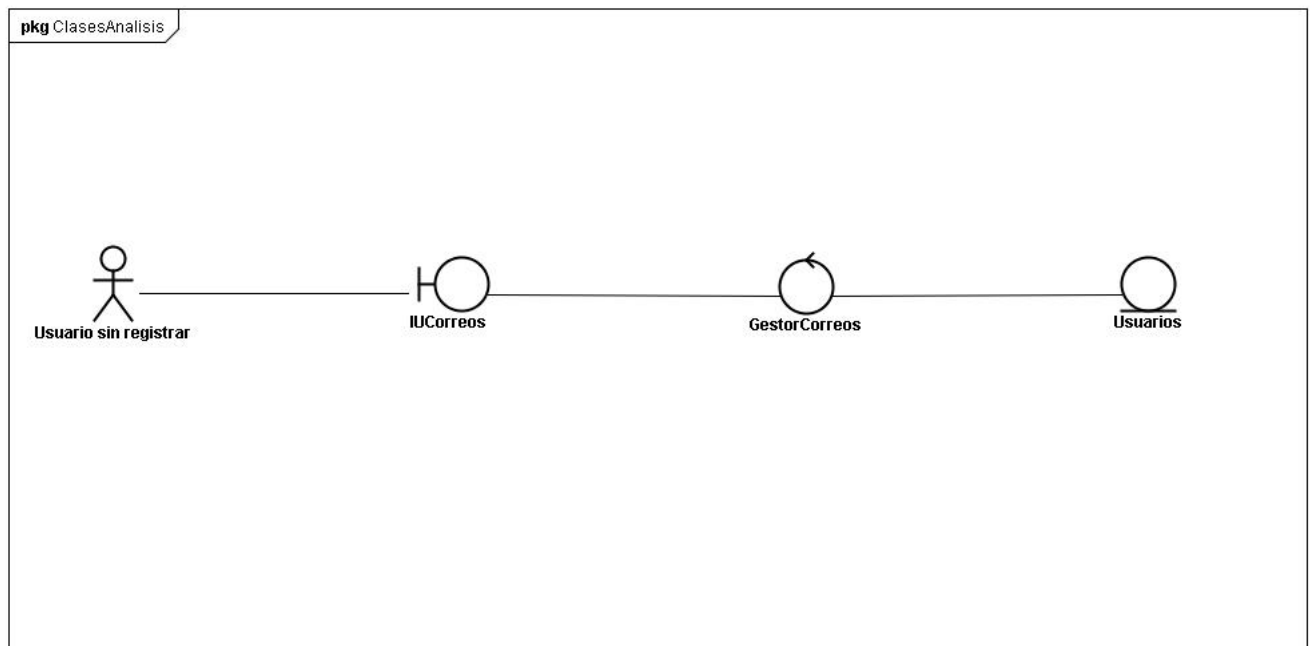 pkg ClasesAnalisis
Usuario sin registrar
IUCorreos
GestorCorreos
Usuarios